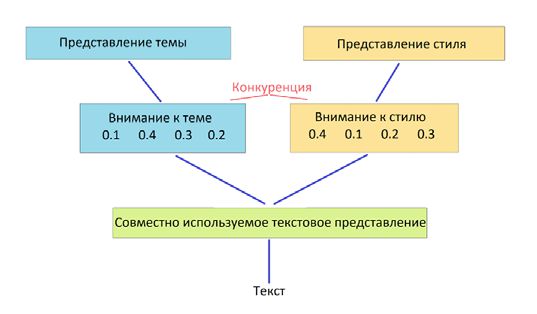 Представление темы
Представление стиля
Конкуренция
Внимание к теме
0.1 0.4 0.3 0.2
Внимание к стилю
0.4 0.1 0.2 0.3
Совместно используемое текстовое представление
Текст